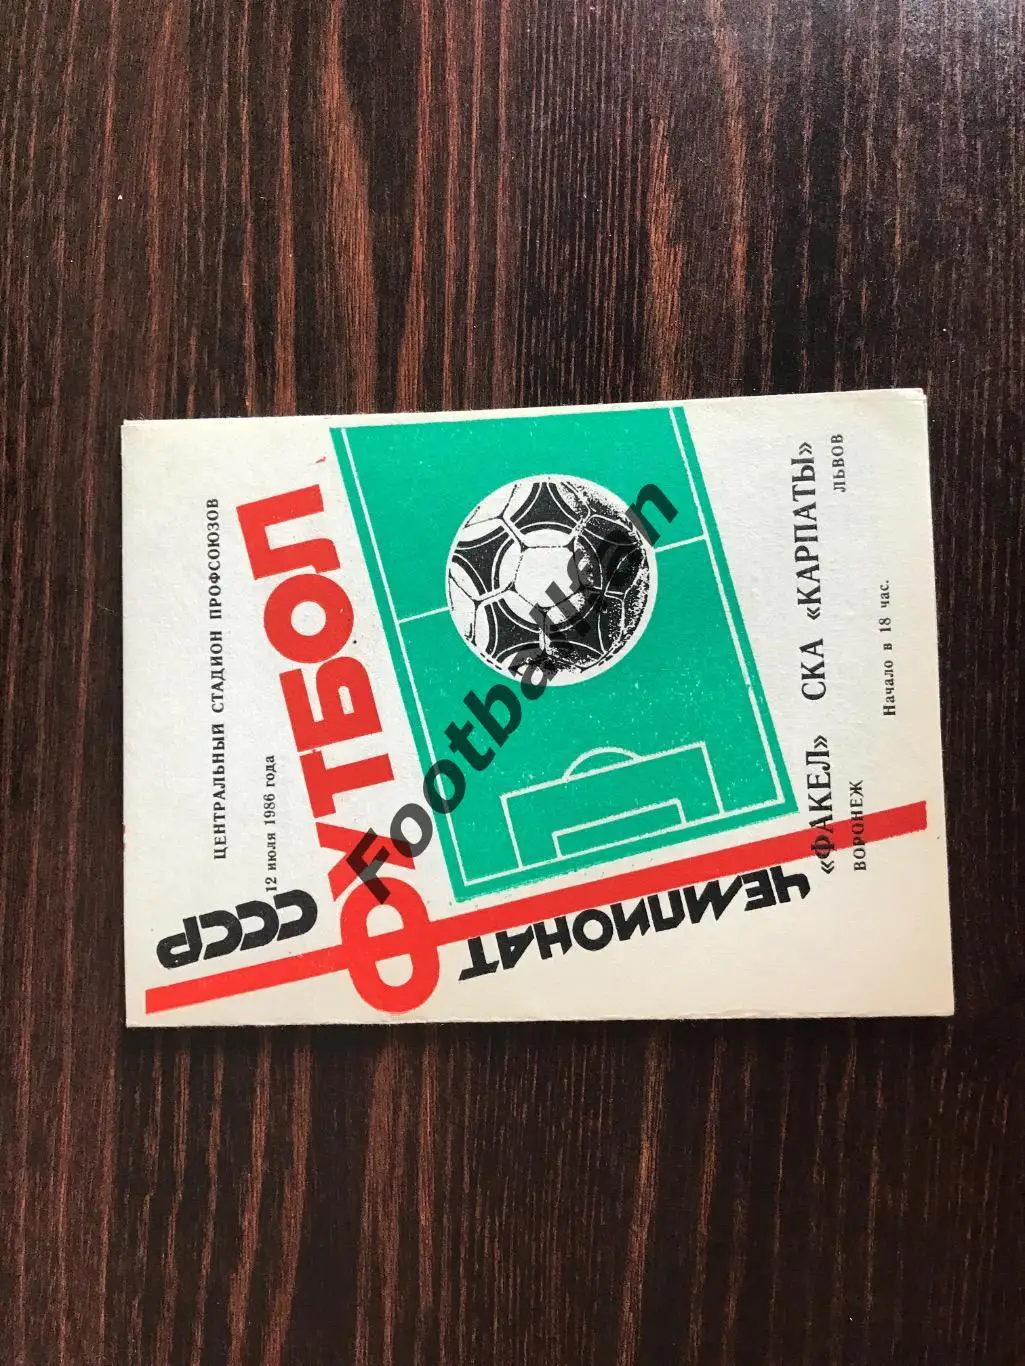 ЦЕНТРАЛЬНЫЙ СТАДИОН ПРОФСОЮЗОВ
12 июля 1986 года
ФУТБОЛ
ЧЕМПИОНАТ СССР
«ФАКЕЛ» СКА «КАРПАТЫ»
ВОРОНЕЖ ЛЬВОВ
Начало в 18 час.
Footballfan